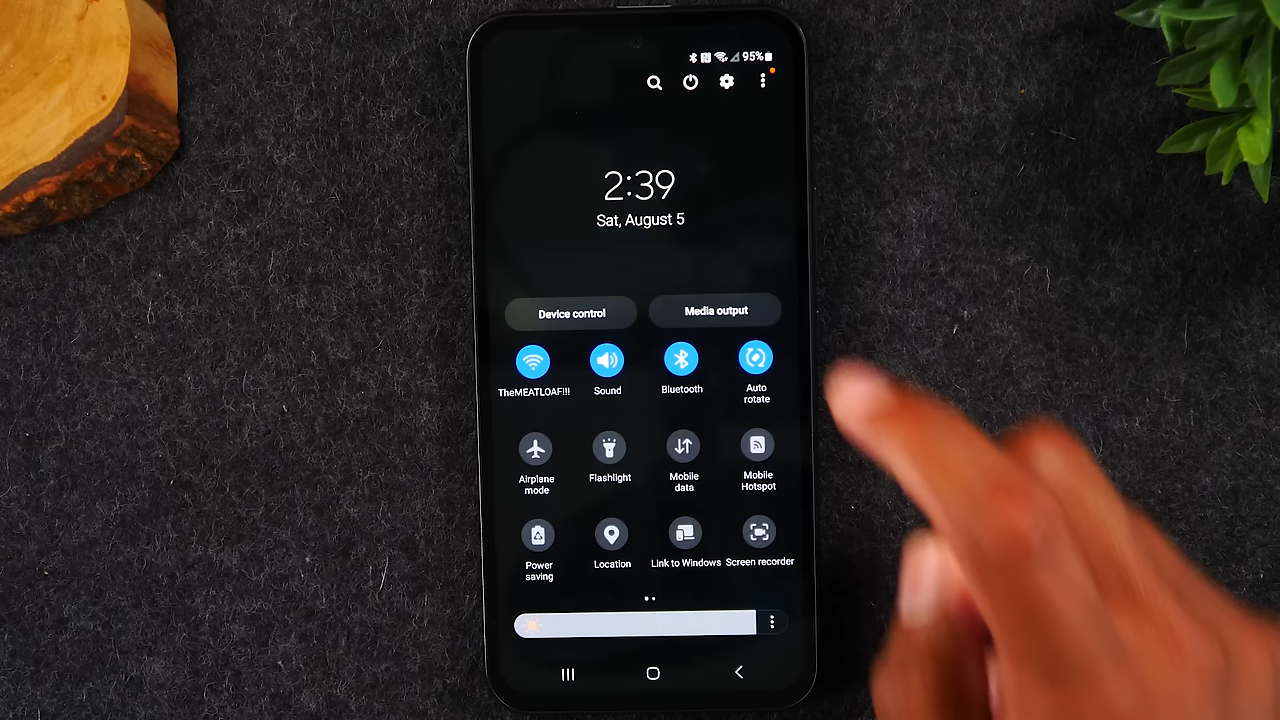 95%
2:39
Sat, August 5
Device control
Media output
TheMEATLOAF!!!
Sound
Bluetooth
Auto
rotate
Airplane
mode
Flashlight
Mobile
data
Mobile
Hotspot
Power
saving
Location
Link to Windows
Screen recorder